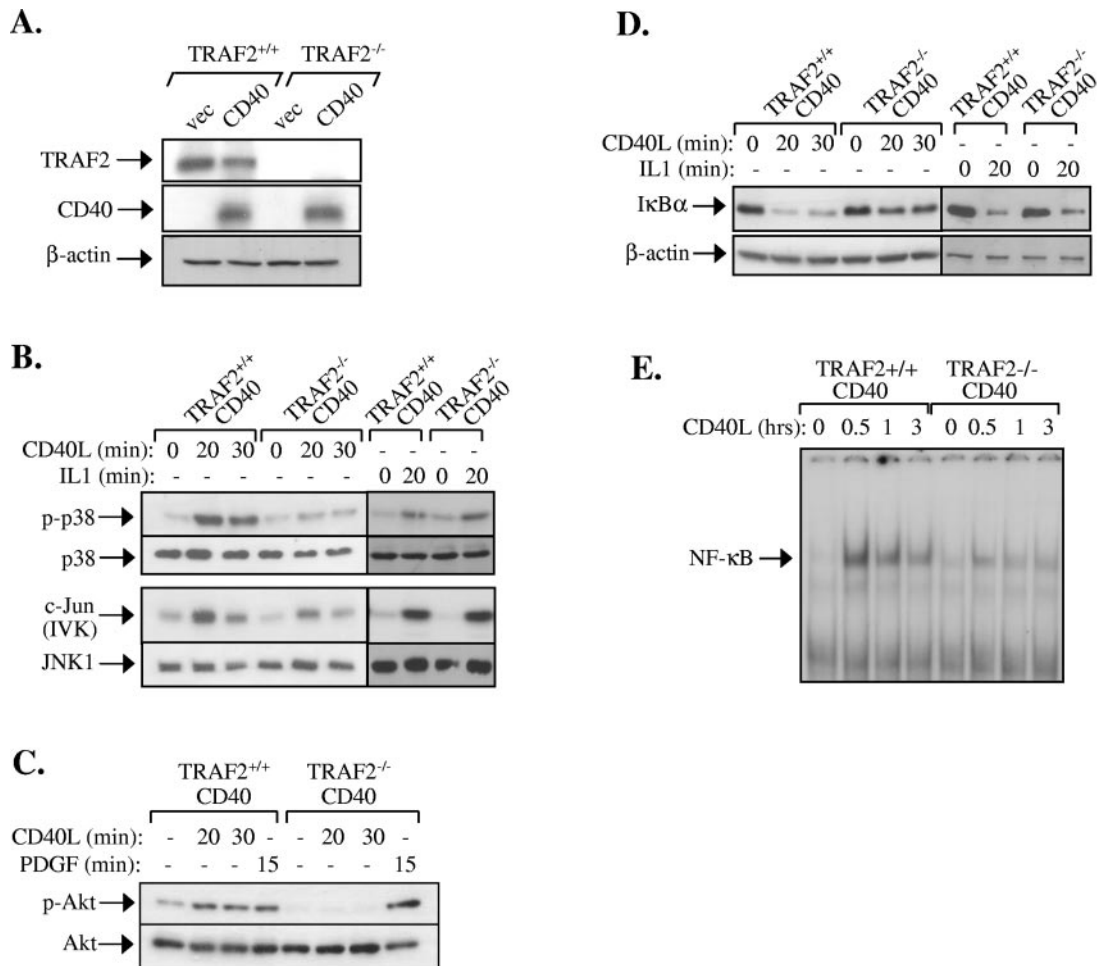 A.
TRAF2+/+ TRAF2-/-
vec CD40 vec CD40
TRAF2
CD40
β-actin
B.
TRAF2+/+ CD40 TRAF2-/- CD40 TRAF2+/+ CD40 TRAF2-/- CD40
CD40L (min): 0 20 30 0 20 30 - - - -
IL1 (min): - - - - - - 0 20 0 20
p-p38
p38
c-Jun
(IVK)
JNK1
C.
TRAF2+/+ TRAF2-/-
CD40 CD40
CD40L (min): - 20 30 - - 20 30 -
PDGF (min): - - - 15 - - - 15
p-Akt
Akt
D.
TRAF2+/+ CD40 TRAF2-/- CD40 TRAF2+/+ CD40 TRAF2-/- CD40
CD40L (min): 0 20 30 0 20 30 - - - -
IL1 (min): - - - - - - 0 20 0 20
IκBα
β-actin
E.
TRAF2+/+ TRAF2-/-
CD40 CD40
CD40L (hrs): 0 0.5 1 3 0 0.5 1 3
NF-κB